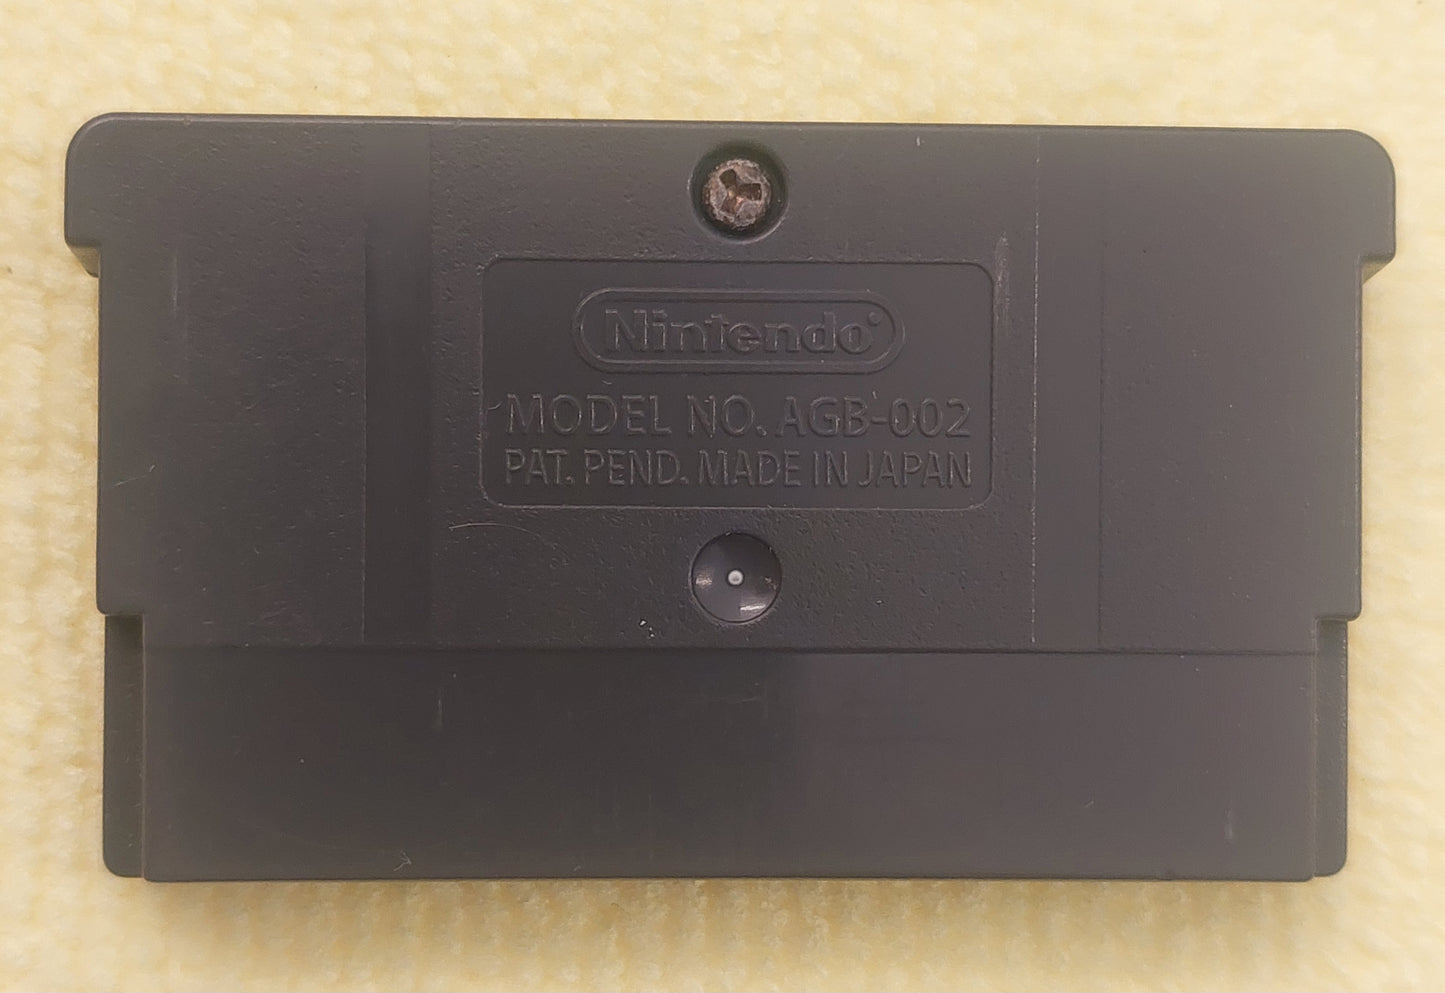 Nintendo
MODEL NO. AGB-002
PAT. PEND. MADE IN JAPAN